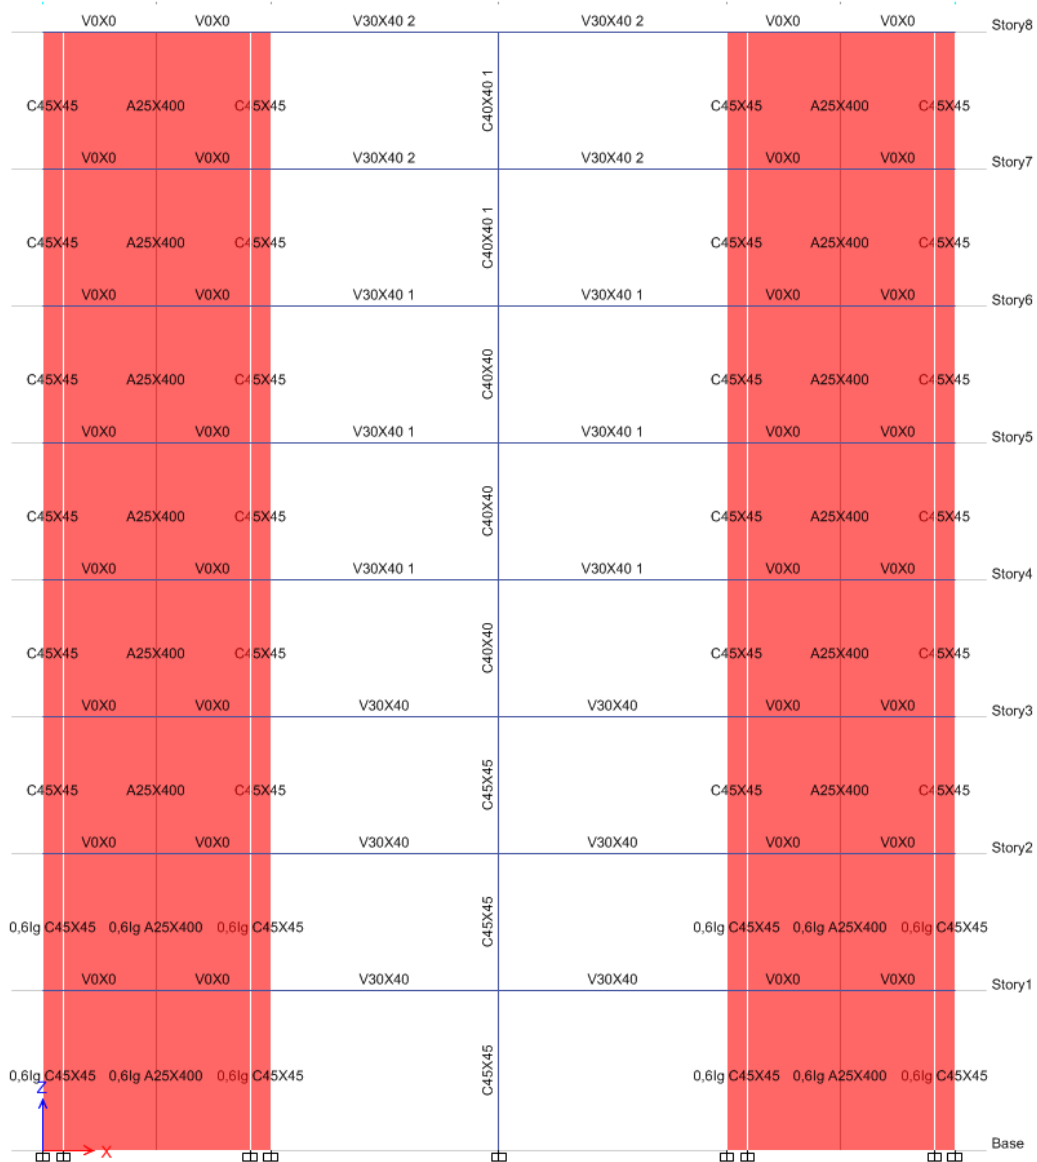 V0X0 V0X0 V30X40 2 V30X40 2 V0X0 V0X0 Story8
C45X45 A25X400 C45X45 C40X40 1 C45X45 A25X400 C45X45
V0X0 V0X0 V30X40 2 V30X40 2 V0X0 V0X0 Story7
C45X45 A25X400 C45X45 C40X40 1 C45X45 A25X400 C45X45
V0X0 V0X0 V30X40 1 V30X40 1 V0X0 V0X0 Story6
C45X45 A25X400 C45X45 C40X40 C45X45 A25X400 C45X45
V0X0 V0X0 V30X40 1 V30X40 1 V0X0 V0X0 Story5
C45X45 A25X400 C45X45 C40X40 C45X45 A25X400 C45X45
V0X0 V0X0 V30X40 1 V30X40 1 V0X0 V0X0 Story4
C45X45 A25X400 C45X45 C40X40 C45X45 A25X400 C45X45
V0X0 V0X0 V30X40 V30X40 V0X0 V0X0 Story3
C45X45 A25X400 C45X45 C45X45 C45X45 A25X400 C45X45
V0X0 V0X0 V30X40 V30X40 V0X0 V0X0 Story2
0,6Ig C45X45 0,6Ig A25X400 0,6Ig C45X45 C45X45 0,6Ig C45X45 0,6Ig A25X400 0,6Ig C45X45
V0X0 V0X0 V30X40 V30X40 V0X0 V0X0 Story1
0,6Ig C45X45 0,6Ig A25X400 0,6Ig C45X45 C45X45 0,6Ig C45X45 0,6Ig A25X400 0,6Ig C45X45
Z
X Base